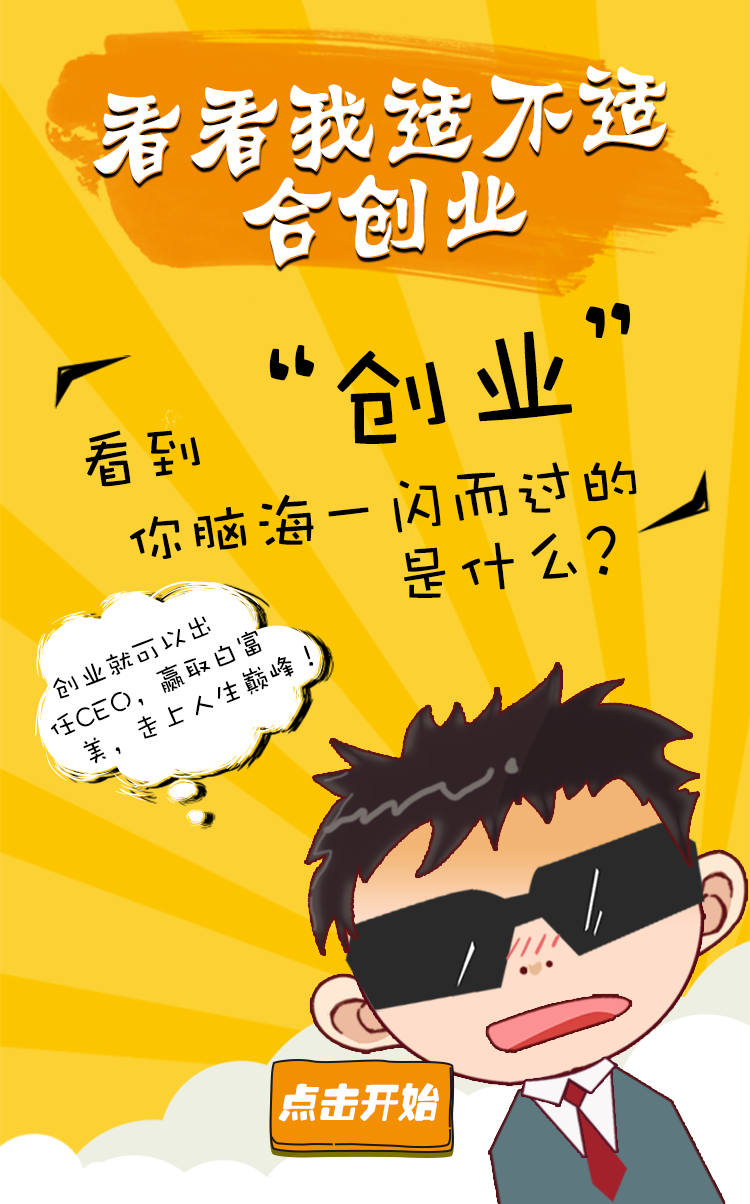 看看我适不适
合创业
“创业”
看到
你脑海一闪而过的
是什么？
创业就可以出
任CEO，赢取白富
美，走上人生巅峰！
点击开始